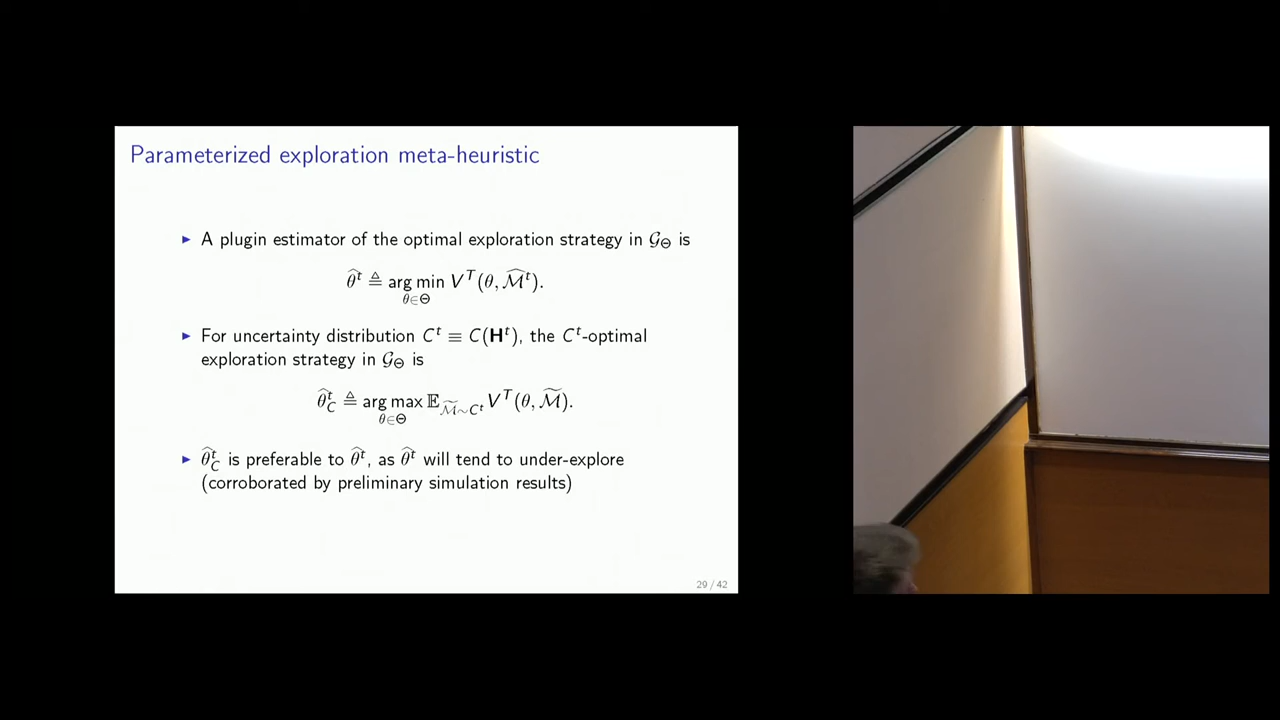 Parameterized exploration meta-heuristic
▶ A plugin estimator of the optimal exploration strategy in 𝒢_Θ is
θ̂^t ≜ arg min V^T(θ, ℳ̂^t).
θ∈Θ
▶ For uncertainty distribution C^t ≡ C(𝐇^t), the C^t-optimal
exploration strategy in 𝒢_Θ is
θ̂^t_C ≜ arg max 𝔼_{ℳ̃∼C^t} V^T(θ, ℳ̃).
θ∈Θ
▶ θ̂^t_C is preferable to θ̂^t, as θ̂^t will tend to under-explore
(corroborated by preliminary simulation results)
29 / 42